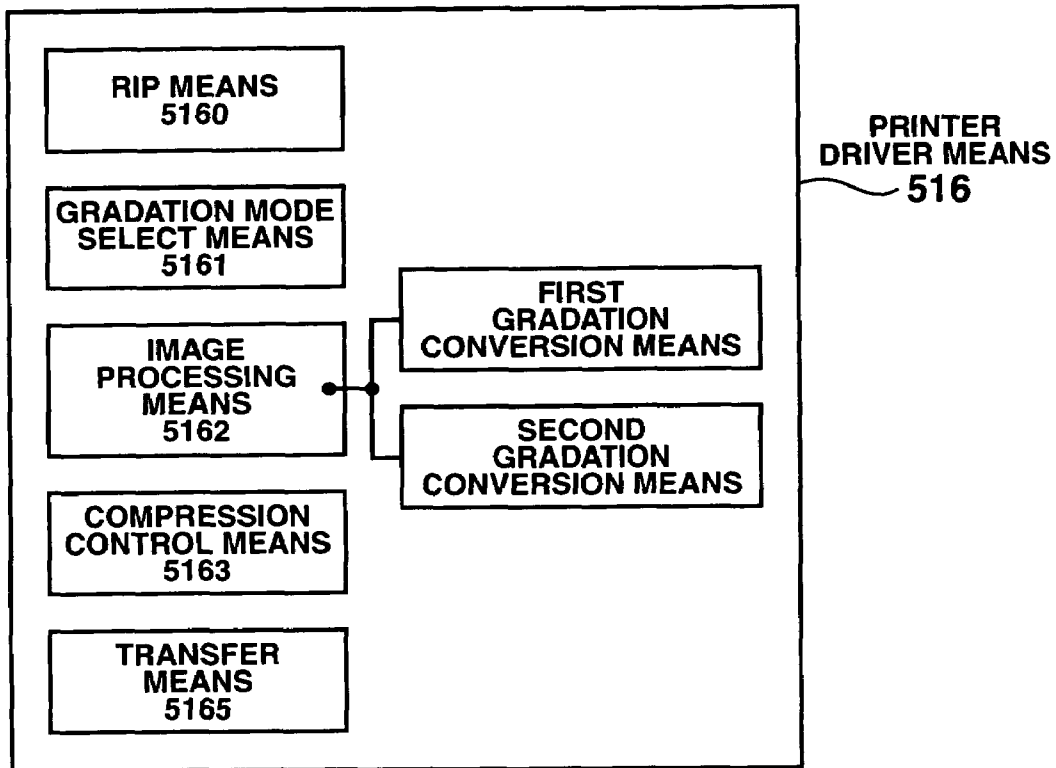 RIP MEANS
5160
GRADATION MODE
SELECT MEANS
5161
IMAGE
PROCESSING
MEANS
5162
COMPRESSION
CONTROL MEANS
5163
TRANSFER
MEANS
5165
FIRST
GRADATION
CONVERSION MEANS
SECOND
GRADATION
CONVERSION MEANS
PRINTER
DRIVER MEANS
516